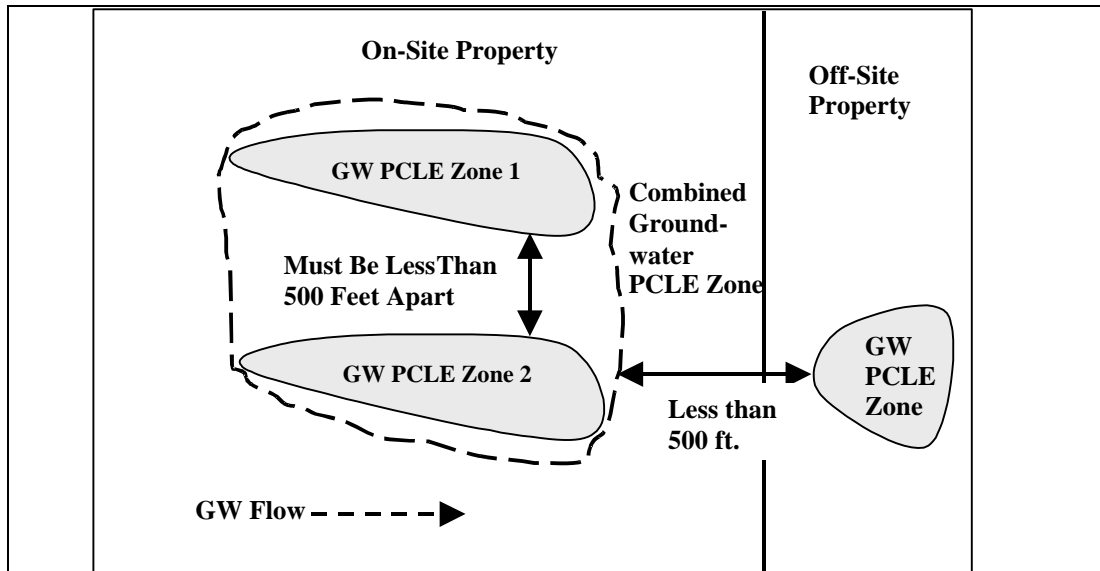 On-Site Property
Off-Site
Property
GW PCLE Zone 1
Combined
Ground-
water
PCLE Zone
Must Be LessThan
500 Feet Apart
GW PCLE Zone 2
GW
PCLE
Zone
Less than
500 ft.
GW Flow